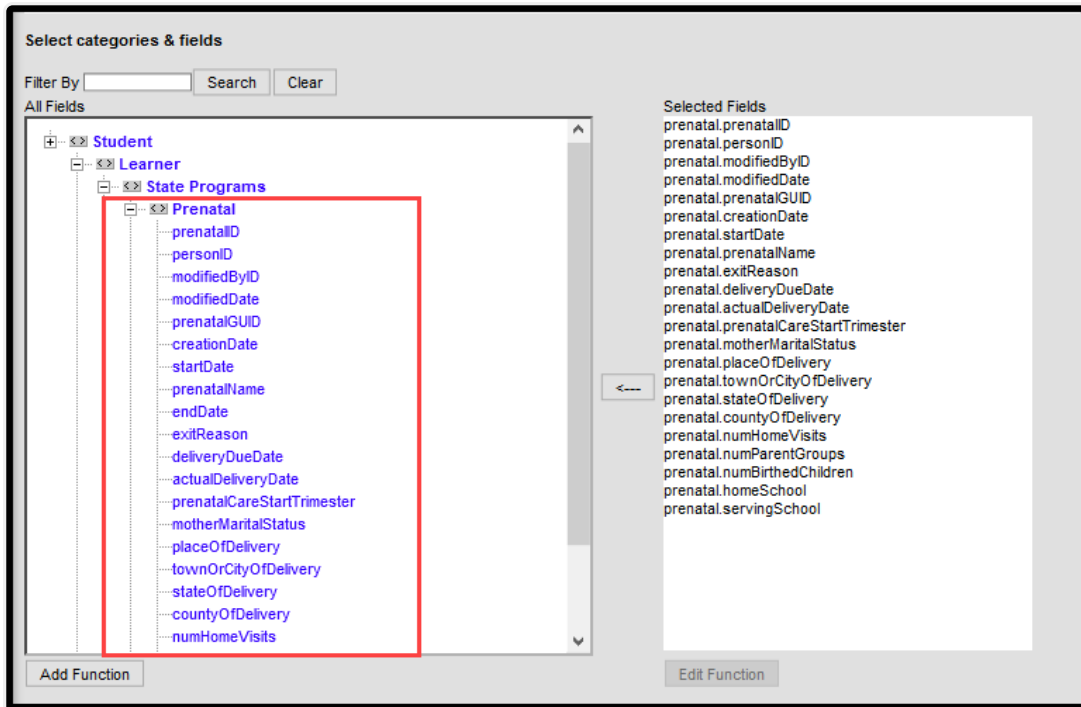 Select categories & fields
Filter By Search Clear
All Fields
Student
Learner
State Programs
Prenatal
prenatalID
personID
modifiedByID
modifiedDate
prenatalGUID
creationDate
startDate
prenatalName
endDate
exitReason
deliveryDueDate
actualDeliveryDate
prenatalCareStartTrimester
motherMaritalStatus
placeOfDelivery
townOrCityOfDelivery
stateOfDelivery
countyOfDelivery
numHomeVisits
Add Function
<---
Selected Fields
prenatal.prenatalID
prenatal.personID
prenatal.modifiedByID
prenatal.modifiedDate
prenatal.prenatalGUID
prenatal.creationDate
prenatal.startDate
prenatal.prenatalName
prenatal.exitReason
prenatal.deliveryDueDate
prenatal.actualDeliveryDate
prenatal.prenatalCareStartTrimester
prenatal.motherMaritalStatus
prenatal.placeOfDelivery
prenatal.townOrCityOfDelivery
prenatal.stateOfDelivery
prenatal.countyOfDelivery
prenatal.numHomeVisits
prenatal.numParentGroups
prenatal.numBirthedChildren
prenatal.homeSchool
prenatal.servingSchool
Edit Function